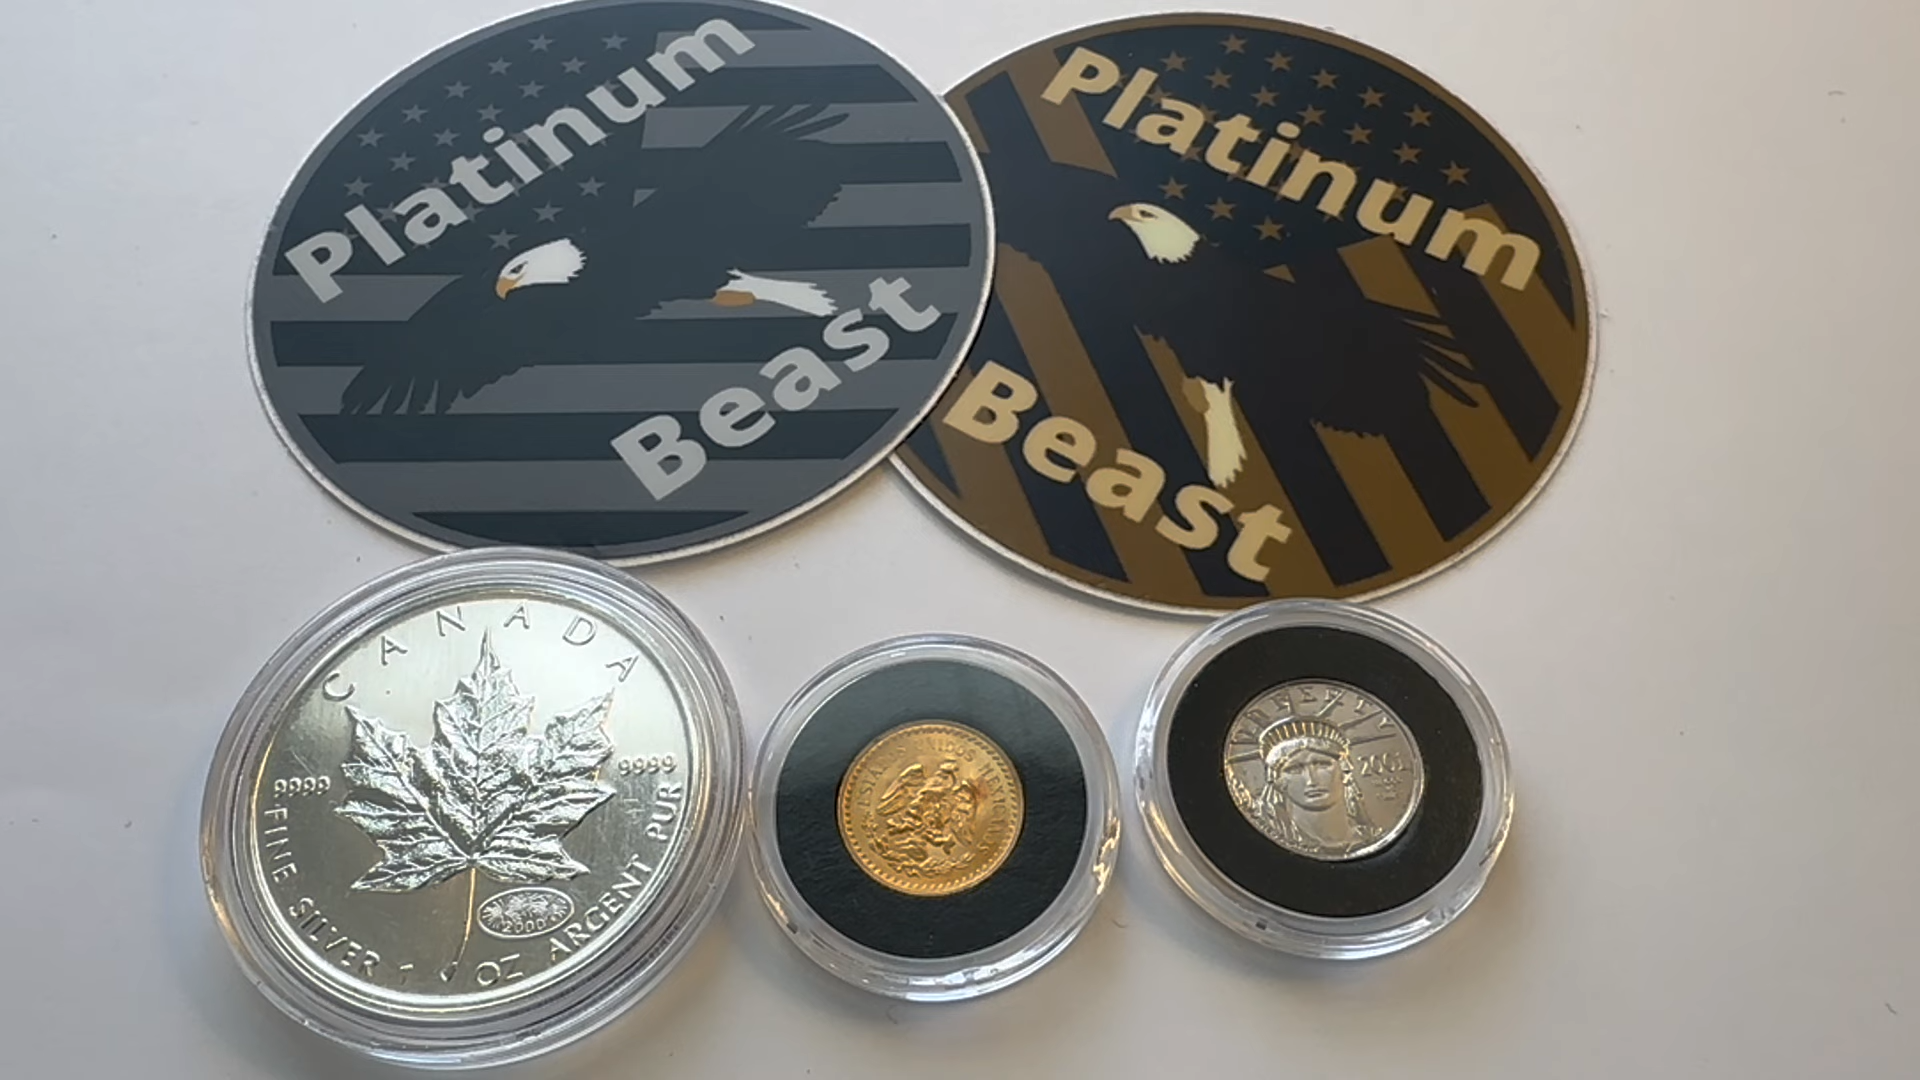 Platinum
Beast
Platinum
Beast
CANADA
9999
9999
FINE SILVER 1 OZ ARGENT PUR
2000
ESTADOS UNIDOS MEXICANOS
LIBERTY